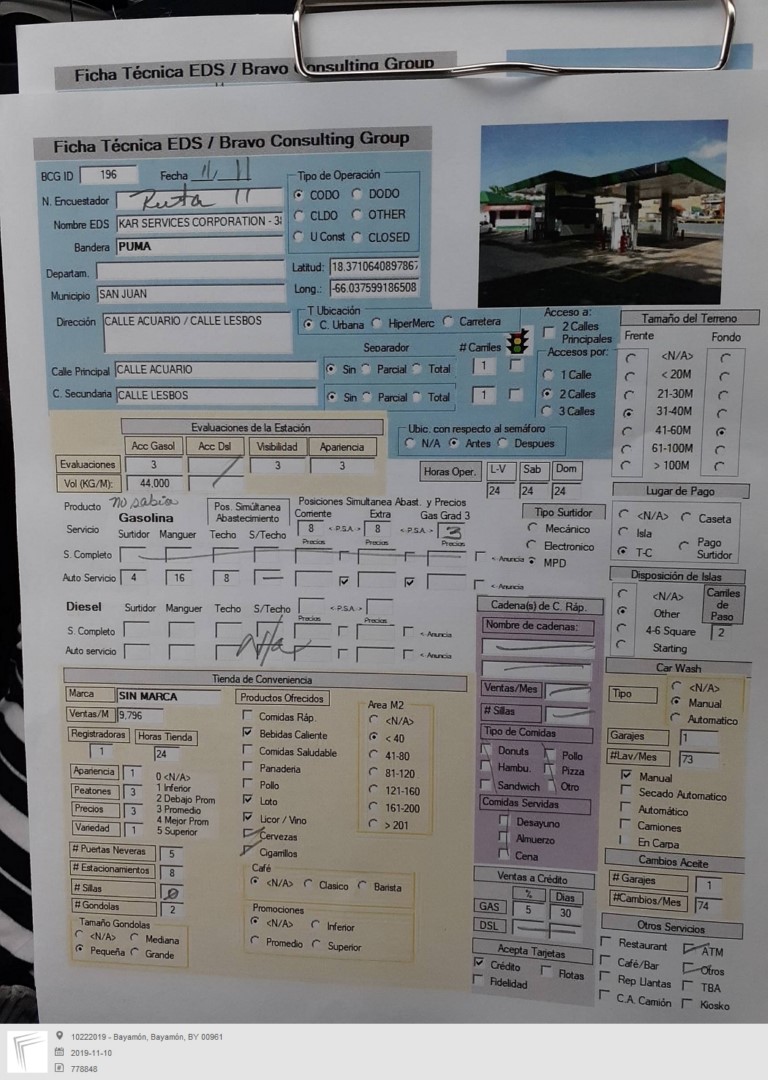 Ficha Técnica EDS / Bravo Consulting Group
Ficha Técnica EDS / Bravo Consulting Group
BCG ID 196 Fecha 11/ 11
N. Encuestador Ruta 11
Nombre EDS KAR SERVICES CORPORATION - 38
Bandera PUMA
Departam.
Municipio SAN JUAN
Dirección CALLE ACUARIO / CALLE LESBOS
Calle Principal CALLE ACUARIO
C. Secundaria CALLE LESBOS
Tipo de Operación
CODO DODO
CLDO OTHER
U Const CLOSED
Latitud: 18.3710640897867
Long.: -66.037599186508
T Ubicación
C. Urbana HiperMerc Carretera
Separador # Carriles
Sin Parcial Total 1
Sin Parcial Total 1
Acceso a:
2 Calles Principales
Accesos por:
1 Calle
2 Calles
3 Calles
Tamaño del Terreno
Frente Fondo
<N/A>
< 20M
21-30M
31-40M
41-60M
61-100M
> 100M
Evaluaciones de la Estación
Acc Gasol Acc Dsl Visibilidad Apariencia
Evaluaciones 3 3 3
Vol (KG/M): 44,000
Ubic. con respecto al semáforo
N/A Antes Despues
Horas Oper. L-V Sab Dom
24 24 24
Lugar de Pago
<N/A> Caseta
Isla
T-C Pago Surtidor
Producto no sabia
Gasolina
Pos. Simúltanea Abastecimiento
Posiciones Simultanea Abast. y Precios
Corriente Extra Gas Grad 3
8 <-P.S.A-> 8 <-P.S.A-> 3
Servicio Surtidor Manguer Techo S/Techo Precios Precios Precios
S. Completo <-Anuncia
Auto Servicio 4 16 8 <-Anuncia
Tipo Surtidor
Mecánico
Electronico
MPD
Disposición de Islas
<N/A>
Other
4-6 Square
Starting
Carriles de Paso
2
Diesel Surtidor Manguer Techo S/Techo <-P.S.A->
Precios Precios
S. Completo <-Anuncia
Auto servicio N/a <-Anuncia
Cadena(s) de C. Ráp.
Nombre de cadenas:
Ventas/Mes
# Sillas
Tipo de Comidas
Donuts Pollo
Hambu. Pizza
Sandwich Otro
Comidas Servidas
Desayuno
Almuerzo
Cena
Car Wash
Tipo
<N/A>
Manual
Automatico
Garajes 1
#Lav/Mes 73
Manual
Secado Automatico
Automático
Camiones
En Carpa
Tienda de Conveniencia
Marca SIN MARCA
Ventas/M 9,796
Registradoras Horas Tienda
1 24
Apariencia 1
Peatones 3
Precios 3
Variedad 1
0 <N/A>
1 Inferior
2 Debajo Prom
3 Promedio
4 Mejor Prom
5 Superior
# Puertas Neveras 5
# Estacionamientos 8
# Sillas 0
# Gondolas 2
Tamaño Gondolas
<N/A> Mediana
Pequeña Grande
Productos Ofrecidos
Comidas Ráp.
Bebidas Caliente
Comidas Saludable
Panaderia
Pollo
Loto
Licor / Vino
Cervezas
Cigarrillos
Area M2
<N/A>
< 40
41-80
81-120
121-160
161-200
> 201
Café
<N/A> Clasico Barista
Promociones
<N/A> Inferior
Promedio Superior
Ventas a Crédito
% Dias
GAS 5 30
DSL
Acepta Tarjetas
Crédito Flotas
Fidelidad
Cambios Aceite
# Garajes 1
#Cambios/Mes 74
Otros Servicios
Restaurant ATM
Café/Bar Otros
Rep Llantas TBA
C.A. Camión Kiosko
10222019 - Bayamón, Bayamón, BY 00961
2019-11-10
778848